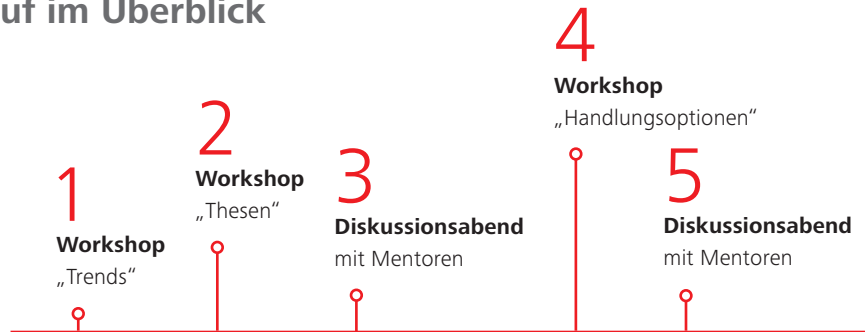 uf im Überblick
1
Workshop
„Trends“
2
Workshop
„Thesen“
3
Diskussionsabend
mit Mentoren
4
Workshop
„Handlungsoptionen“
5
Diskussionsabend
mit Mentoren